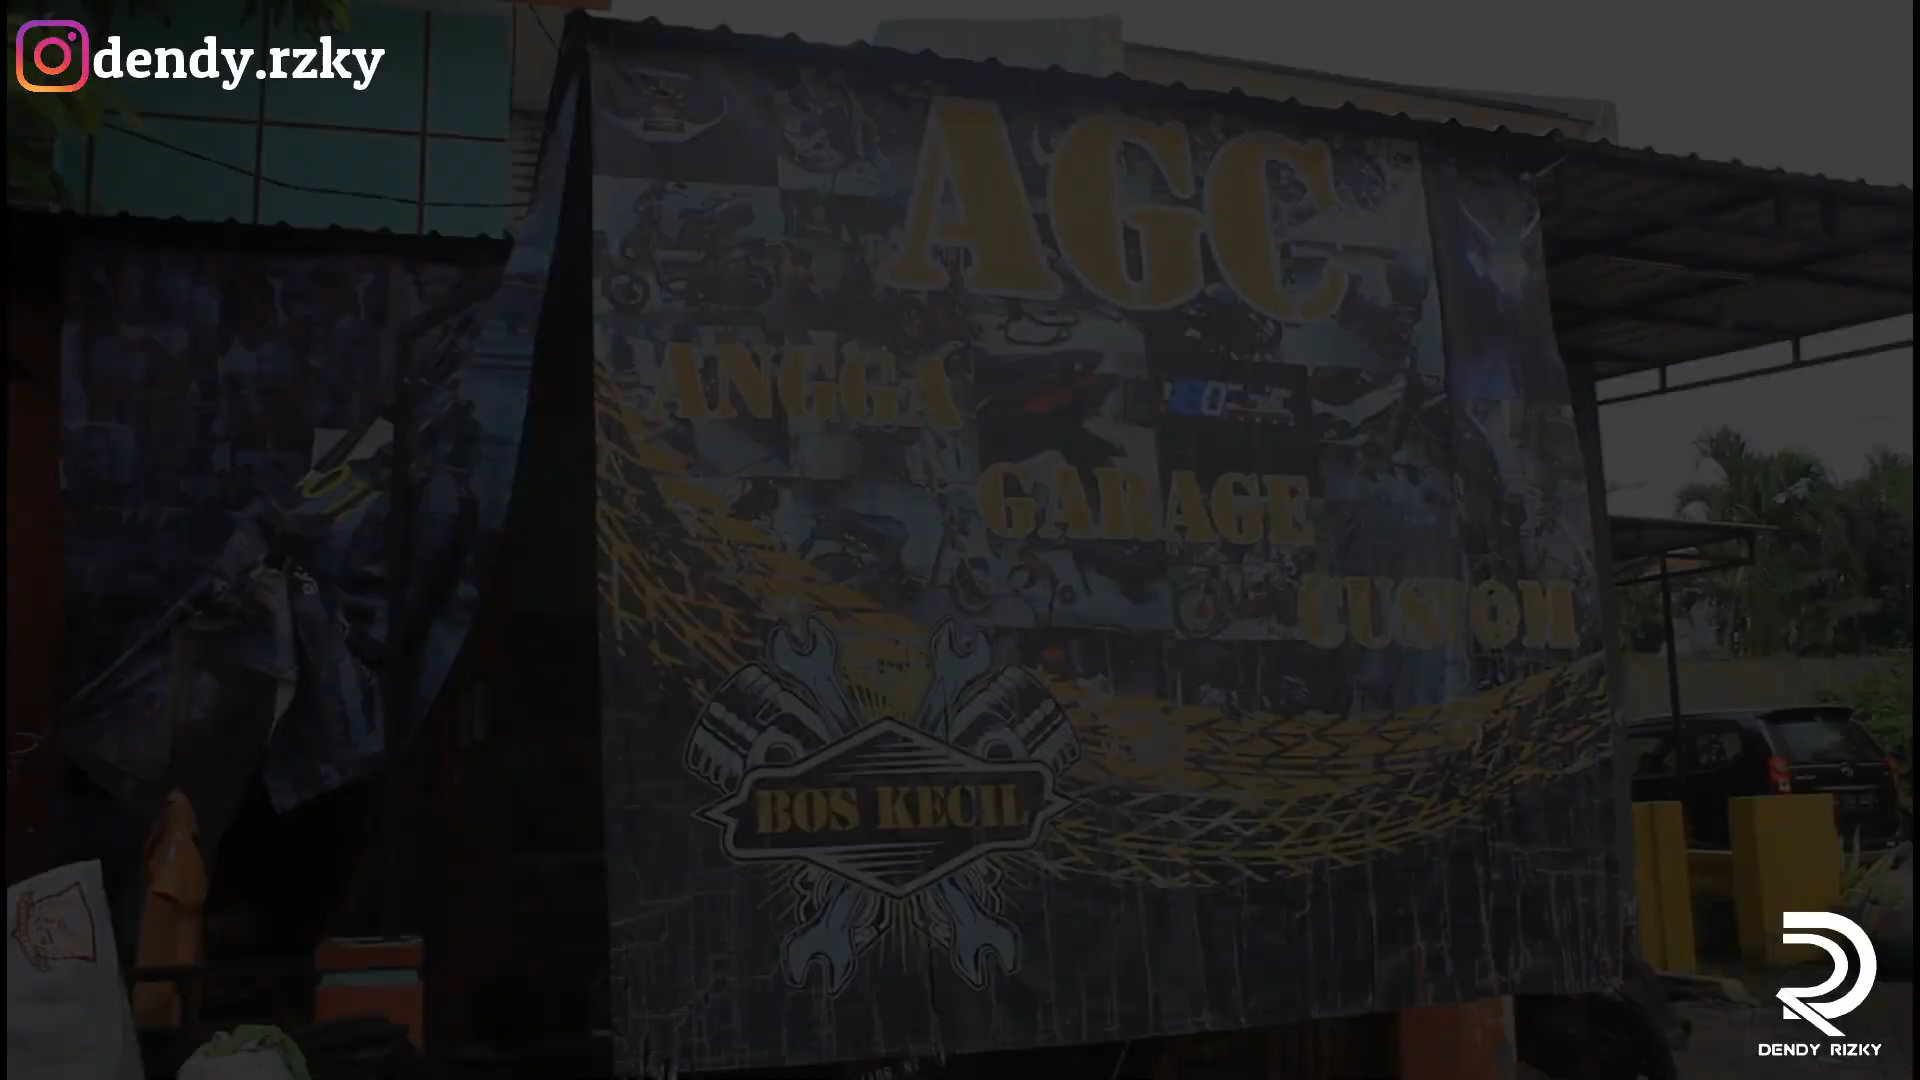 dendy.rzky
AGC
ANGGA
GARAGE
CUSTOM
BOS KECIL
DENDY RIZKY